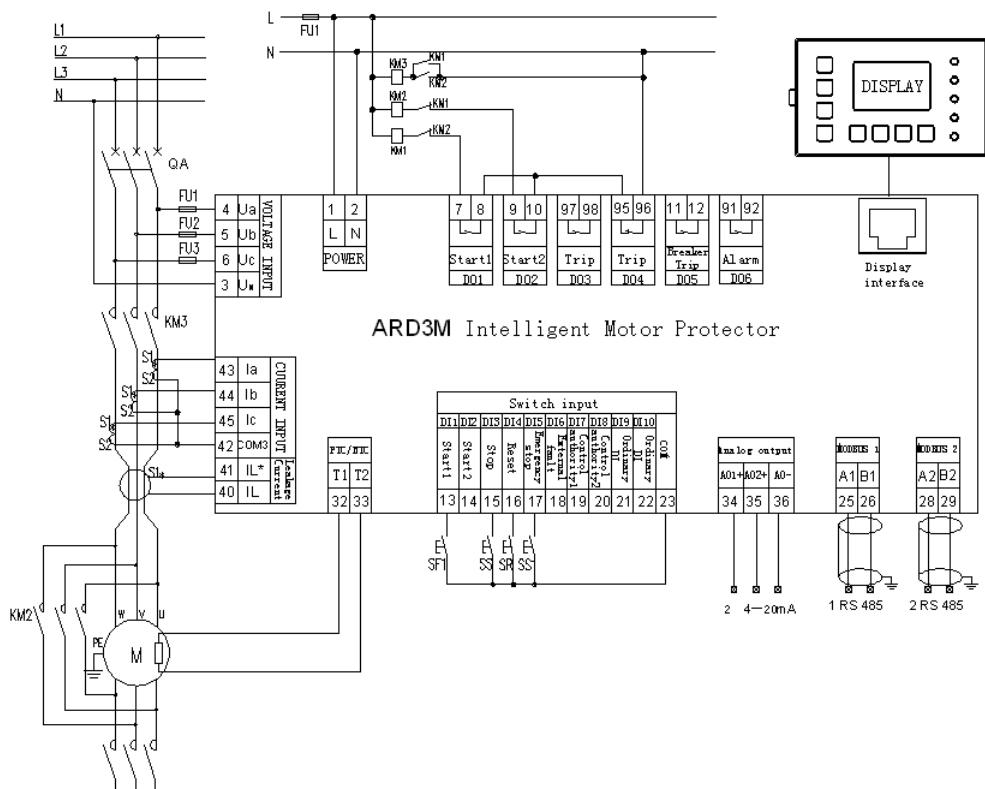 L1
L2
L3
N
L
FU1
N
KM3
KM1
KM2
KM2
KM1
KM1
KM2
DISPLAY
QA
FU1
FU2
FU3
4 Ua
5 Ub
6 Uc
3 UN
VOLTAGE INPUT
1 2
L N
POWER
7 8
Start1
DO1
9 10
Start2
DO2
97 98
Trip
DO3
95 96
Trip
DO4
11 12
Breaker
Trip
DO5
91 92
Alarm
DO6
Display
interface
KM3
ARD3M Intelligent Motor Protector
S1
S2
S1
S2
S1
S2
S1*
43 Ia
44 Ib
45 Ic
42 COM3
41 IL*
40 IL
CUURENT INPUT
Leakage
Current
PTC/NTC
T1 T2
32 33
Switch input
DI1 DI2 DI3 DI4 DI5 DI6 DI7 DI8 DI9 DI10
Start1
Start2
Stop
Reset
Emergency
stop
External
fault
Control
authority1
Control
authority2
Ordinary
DI
Ordinary
DI
COM
13 14 15 16 17 18 19 20 21 22 23
E E E E
SF1 SS SR SS
Analog output
AO1+ AO2+ AO-
34 35 36
2 4—20mA
MODBUS 1
A1 B1
25 26
1 RS 485
MODBUS 2
A2 B2
28 29
2 RS 485
KM2
W V U
PE
M